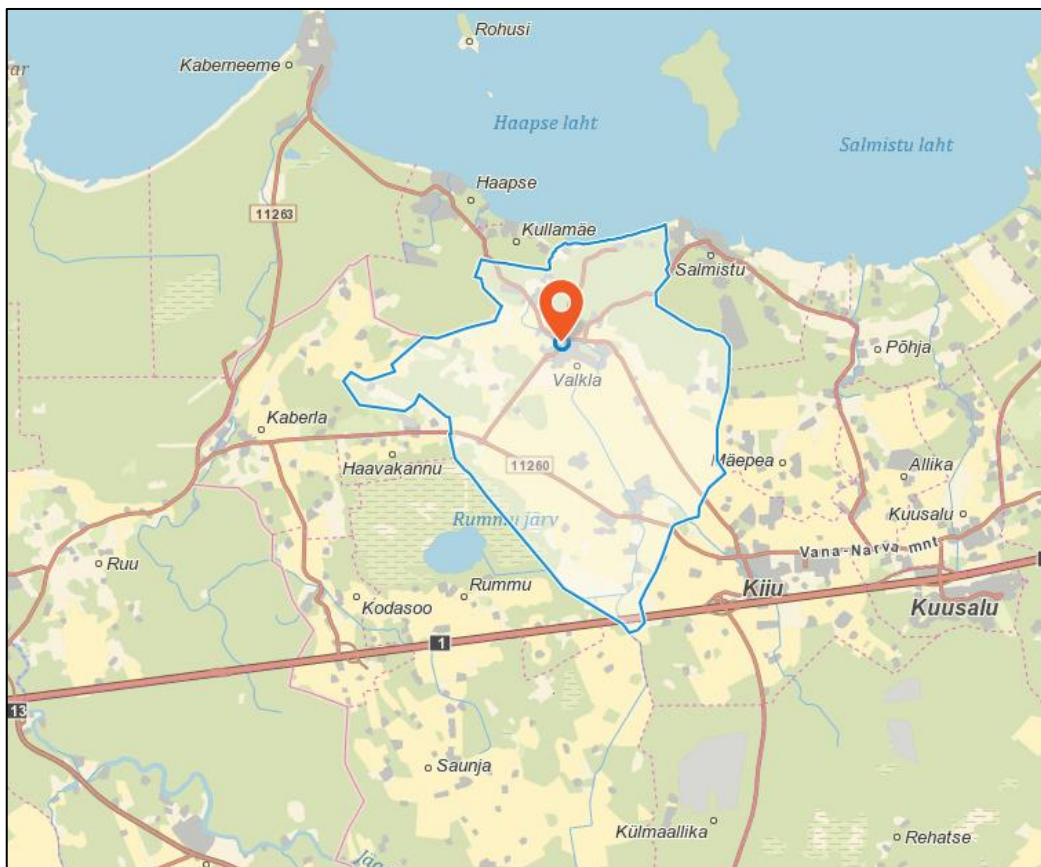 Rohusi
Kaberneeme
Haapse laht
Salmistu laht
Haapse
11263
Kullamäe
Salmistu
Põhja
Valkla
Kaberla
Haavakannu
11260
Mäepea
Allika
Rummu järv
Kuusalu
Vana-Narva mnt
Ruu
Rummu
Kiiu
Kodasoo
Kuusalu
1
13
Saunja
Külmaallika
Rehatse